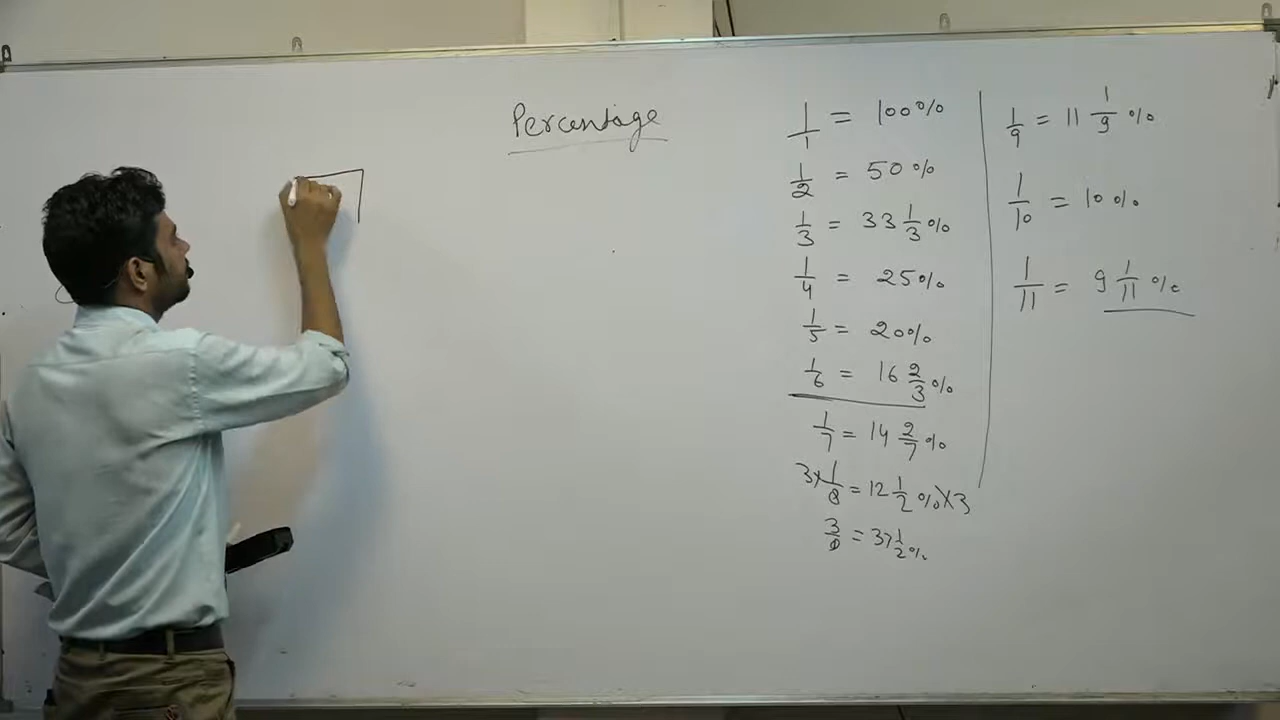 Percentage
1/1 = 100%
1/2 = 50%
1/3 = 33 1/3%
1/4 = 25%
1/5 = 20%
1/6 = 16 2/3%
1/7 = 14 2/7%
3×1/8 = 12 1/2%×3
3/8 = 37 1/2%
1/9 = 11 1/9%
1/10 = 10%
1/11 = 9 1/11%